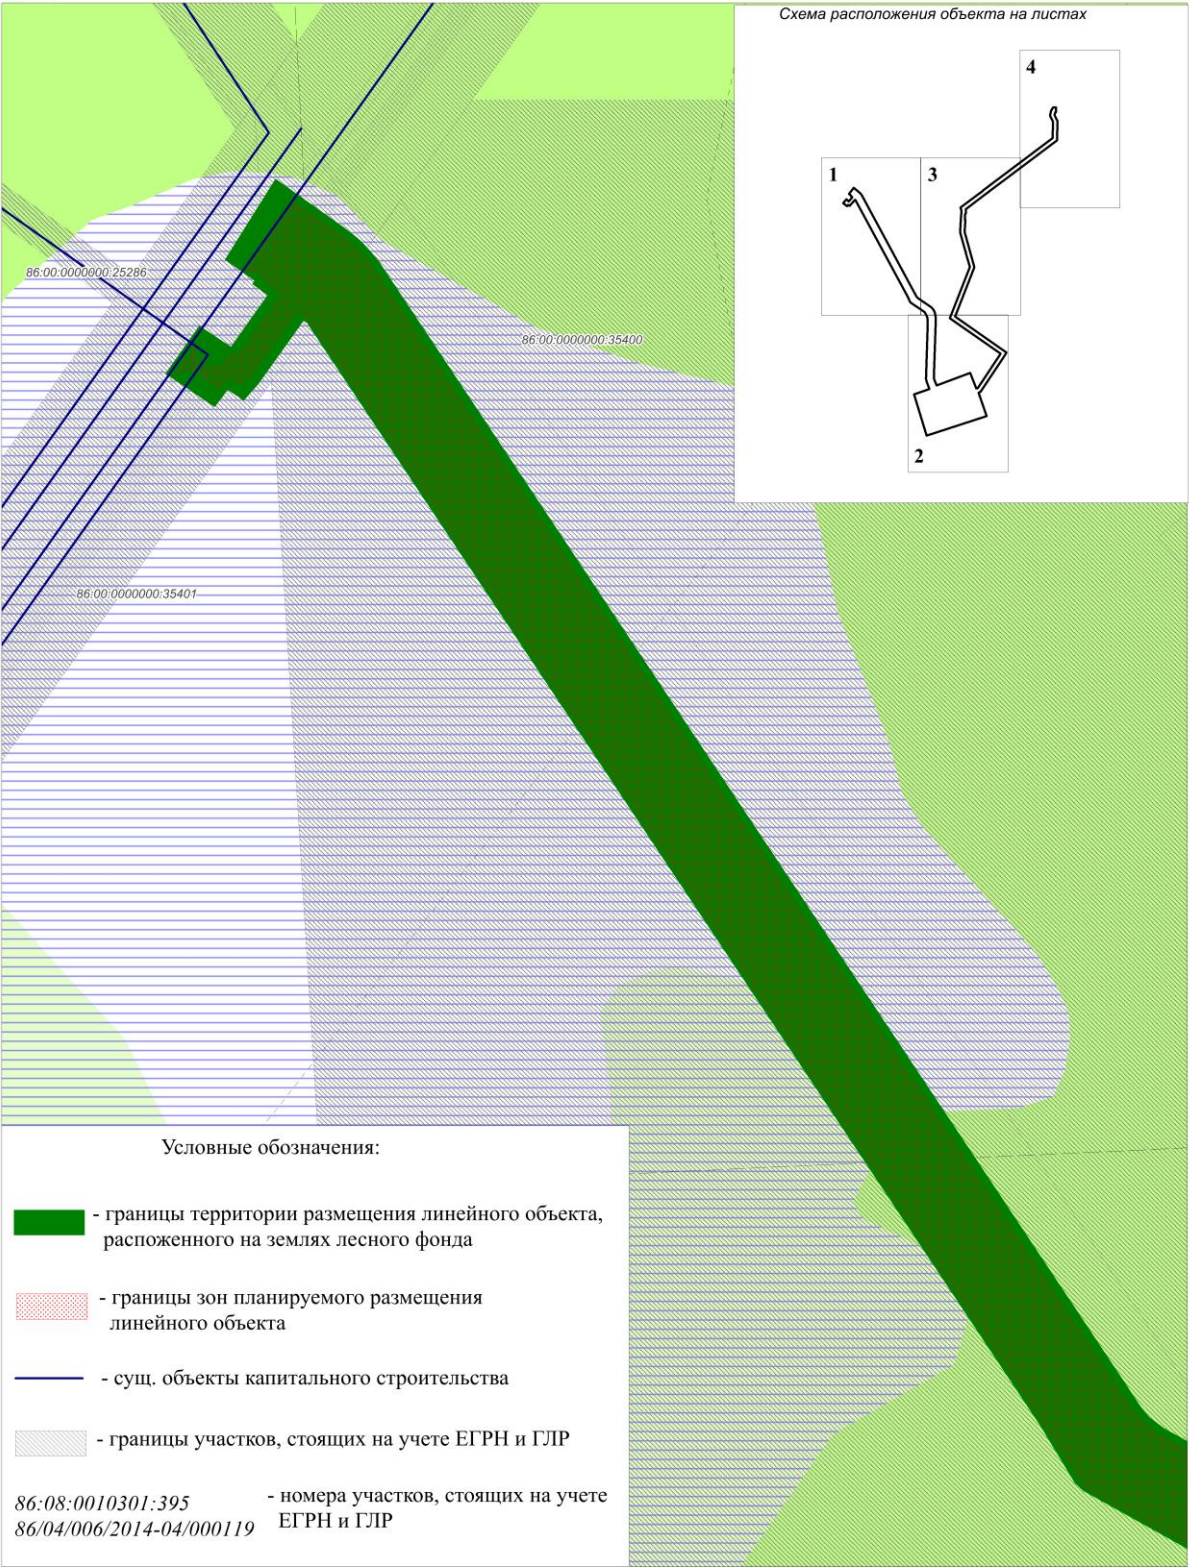 Схема расположения объекта на листах
4
1
3
2
86:00:0000000:25286
86:00:0000000:35400
86:00:0000000:35401
Условные обозначения:
- границы территории размещения линейного объекта,
распоженного на землях лесного фонда
- границы зон планируемого размещения
линейного объекта
- сущ. объекты капитального строительства
- границы участков, стоящих на учете ЕГРН и ГЛР
86:08:0010301:395
86/04/006/2014-04/000119
- номера участков, стоящих на учете
ЕГРН и ГЛР